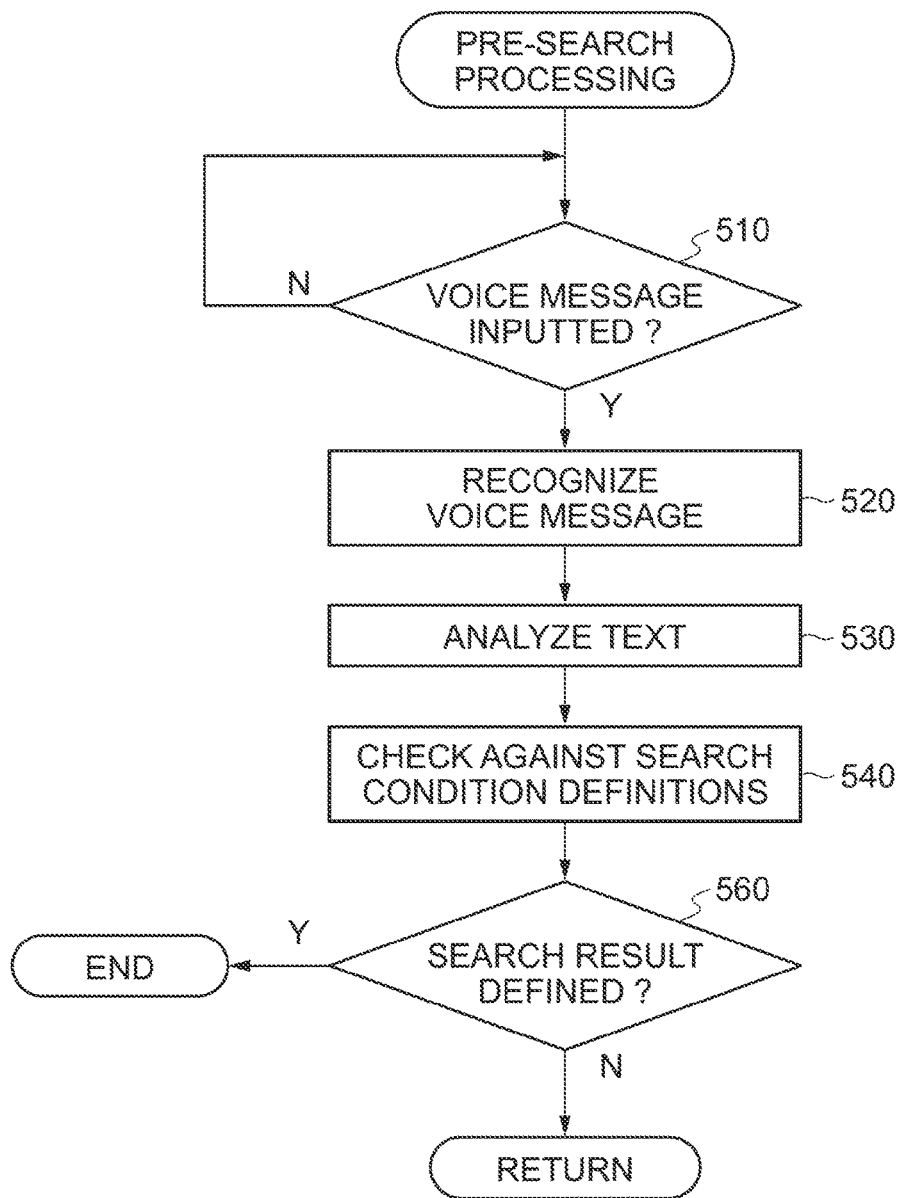 PRE-SEARCH
PROCESSING
510
N
VOICE MESSAGE
INPUTTED ?
Y
RECOGNIZE
VOICE MESSAGE
520
ANALYZE TEXT
530
CHECK AGAINST SEARCH
CONDITION DEFINITIONS
540
560
Y
END
SEARCH RESULT
DEFINED ?
N
RETURN